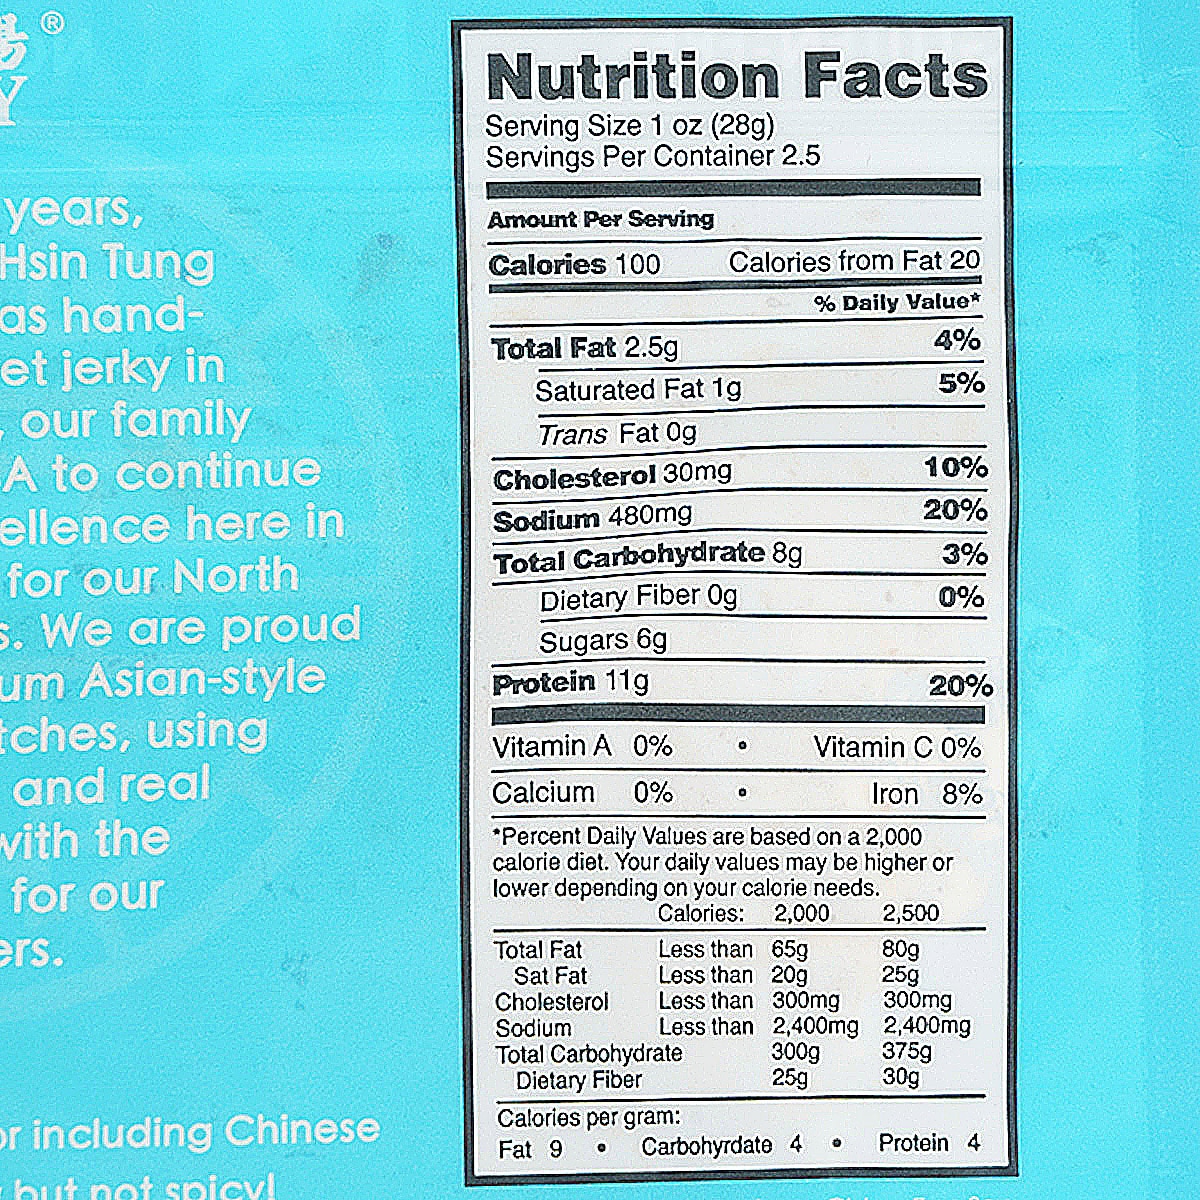 陽®
Y
years,
Hsin Tung
as hand-
et jerky in
, our family
A to continue
ellence here in
for our North
s. We are proud
um Asian-style
tches, using
and real
with the
for our
ers.
or including Chinese
but not spicy!
Nutrition Facts
Serving Size 1 oz (28g)
Servings Per Container 2.5
Amount Per Serving
Calories 100 Calories from Fat 20
% Daily Value*
Total Fat 2.5g 4%
Saturated Fat 1g 5%
Trans Fat 0g
Cholesterol 30mg 10%
Sodium 480mg 20%
Total Carbohydrate 8g 3%
Dietary Fiber 0g 0%
Sugars 6g
Protein 11g 20%
Vitamin A 0% • Vitamin C 0%
Calcium 0% • Iron 8%
*Percent Daily Values are based on a 2,000
calorie diet. Your daily values may be higher or
lower depending on your calorie needs.
Calories: 2,000 2,500
Total Fat Less than 65g 80g
Sat Fat Less than 20g 25g
Cholesterol Less than 300mg 300mg
Sodium Less than 2,400mg 2,400mg
Total Carbohydrate 300g 375g
Dietary Fiber 25g 30g
Calories per gram:
Fat 9 • Carbohyrdate 4 • Protein 4